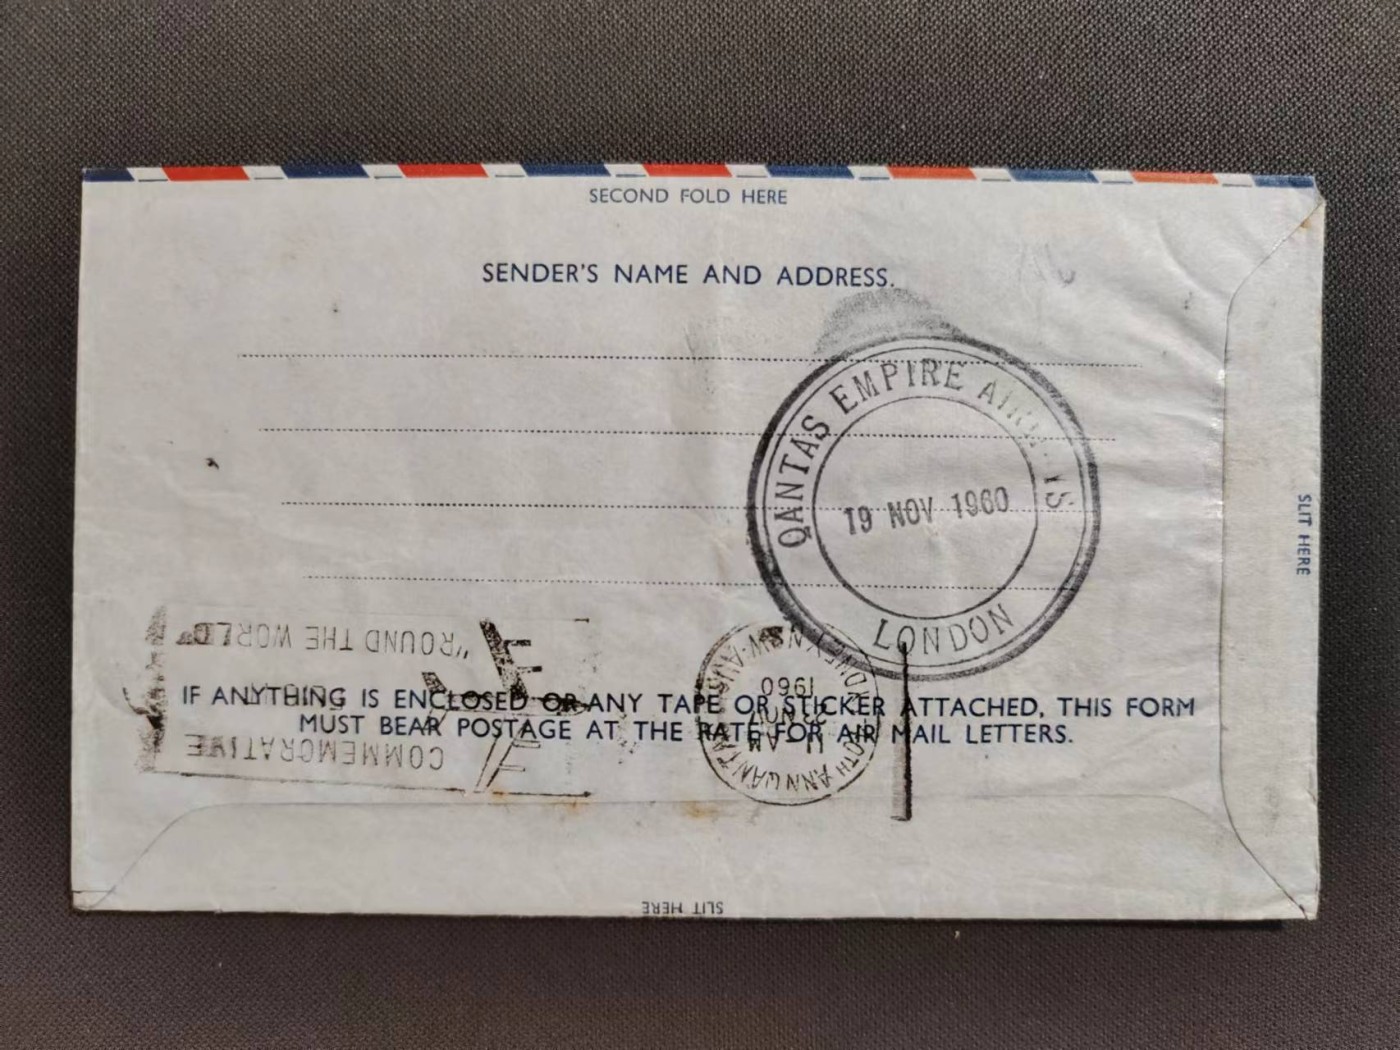 SECOND FOLD HERE
SENDER'S NAME AND ADDRESS.
QANTAS EMPIRE AIRWAYS
19 NOV 1960
LONDON
SLIT HERE
IF ANYTHING IS ENCLOSED OR ANY TAPE OR STICKER ATTACHED, THIS FORM
MUST BEAR POSTAGE AT THE RATE FOR AIR MAIL LETTERS.
COMMEMORATIVE
"ROUND THE WORLD"
11-AM
1960
SLIT HERE